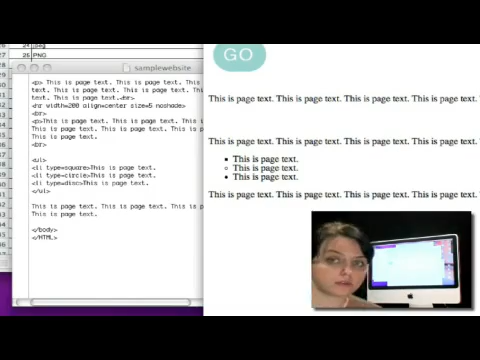 24 jpeg
25 PNG
samplewebsite
<p> This is page text. This is page text. This
text. This is page text. This is page text. This
text. This is page text.<hr>
<hr width=200 align=center size=5 noshade>
<br>
<p>This is page text. This is page text. This is
This is page text. This is page text. This is
This is page text.
<br>
<ul>
<li type=square>This is page text.
<li type=circle>This is page text.
<li type=disc>This is page text.
</ul>
This is page text. This is page text. This is
This is page text.
</body>
</HTML>
GO
This is page text. This is page text. This is page text. This is page text.
This is page text. This is page text. This is page text. This is page text.
This is page text.
This is page text.
This is page text.
This is page text. This is page text. This is page text. This is page text.